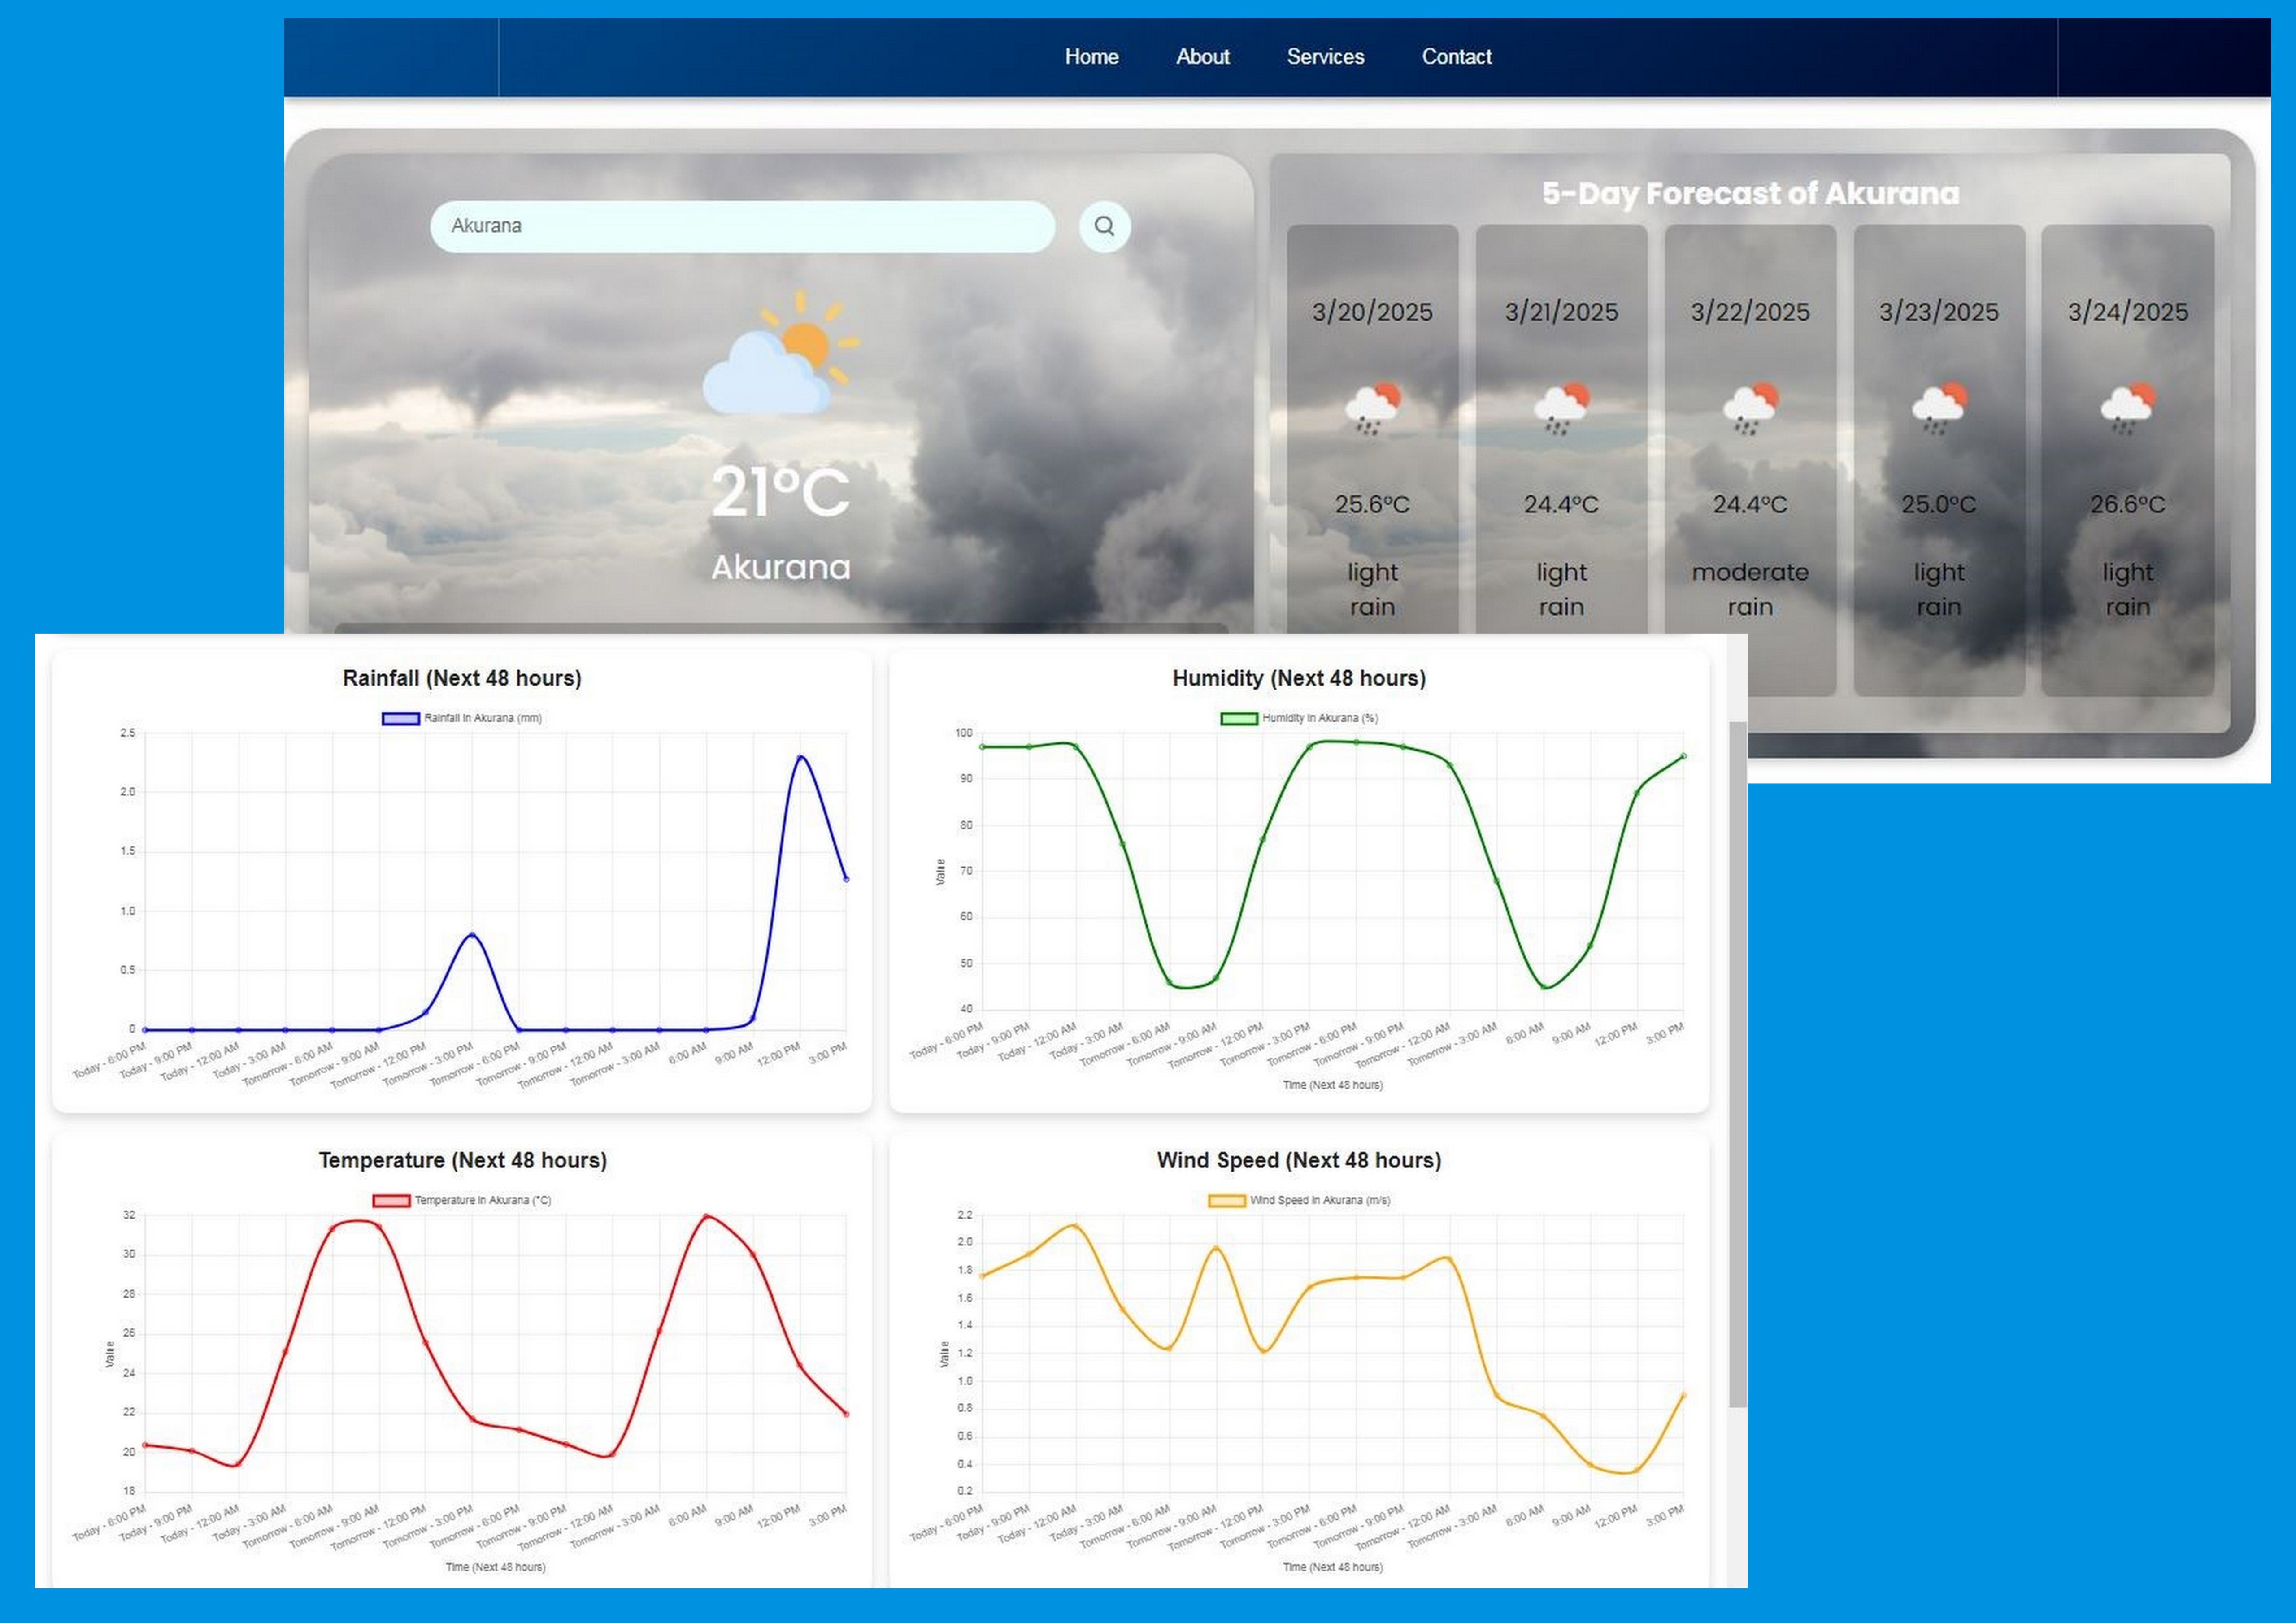 Home About Services Contact
Akurana
21°C
Akurana
5-Day Forecast of Akurana
3/20/2025
25.6°C
light
rain
3/21/2025
24.4°C
light
rain
3/22/2025
24.4°C
moderate
rain
3/23/2025
25.0°C
light
rain
3/24/2025
26.6°C
light
rain
Rainfall (Next 48 hours)
Rainfall in Akurana (mm)
2.5
2.0
1.5
1.0
0.5
0
Today - 6:00 PM
Today - 9:00 PM
Today - 12:00 AM
Today - 3:00 AM
Tomorrow - 6:00 AM
Tomorrow - 9:00 AM
Tomorrow - 12:00 PM
Tomorrow - 3:00 PM
Tomorrow - 6:00 PM
Tomorrow - 9:00 PM
Tomorrow - 12:00 AM
Tomorrow - 3:00 AM
6:00 AM
9:00 AM
12:00 PM
3:00 PM
Humidity (Next 48 hours)
Humidity in Akurana (%)
Value
100
90
80
70
60
50
40
Today - 6:00 PM
Today - 9:00 PM
Today - 12:00 AM
Today - 3:00 AM
Tomorrow - 6:00 AM
Tomorrow - 9:00 AM
Tomorrow - 12:00 PM
Tomorrow - 3:00 PM
Tomorrow - 6:00 PM
Tomorrow - 9:00 PM
Tomorrow - 12:00 AM
Tomorrow - 3:00 AM
6:00 AM
9:00 AM
12:00 PM
3:00 PM
Time (Next 48 hours)
Temperature (Next 48 hours)
Temperature in Akurana (°C)
Value
32
30
28
26
24
22
20
18
Today - 6:00 PM
Today - 9:00 PM
Today - 12:00 AM
Today - 3:00 AM
Tomorrow - 6:00 AM
Tomorrow - 9:00 AM
Tomorrow - 12:00 PM
Tomorrow - 3:00 PM
Tomorrow - 6:00 PM
Tomorrow - 9:00 PM
Tomorrow - 12:00 AM
Tomorrow - 3:00 AM
6:00 AM
9:00 AM
12:00 PM
3:00 PM
Time (Next 48 hours)
Wind Speed (Next 48 hours)
Wind Speed in Akurana (m/s)
Value
2.2
2.0
1.8
1.6
1.4
1.2
1.0
0.8
0.6
0.4
0.2
Today - 6:00 PM
Today - 9:00 PM
Today - 12:00 AM
Today - 3:00 AM
Tomorrow - 6:00 AM
Tomorrow - 9:00 AM
Tomorrow - 12:00 PM
Tomorrow - 3:00 PM
Tomorrow - 6:00 PM
Tomorrow - 9:00 PM
Tomorrow - 12:00 AM
Tomorrow - 3:00 AM
6:00 AM
9:00 AM
12:00 PM
3:00 PM
Time (Next 48 hours)